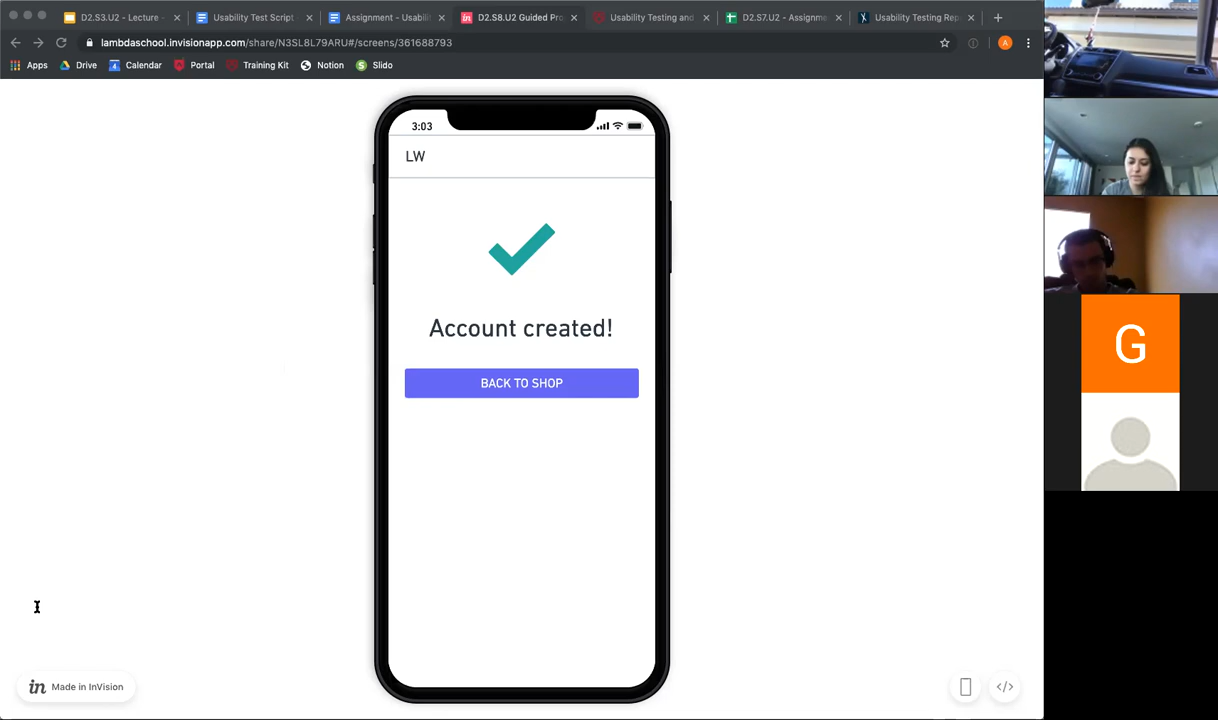 D2.S3.U2 - Lecture -
Usability Test Script
Assignment - Usabili
D2.S8.U2 Guided Pro
Usability Testing and
D2.S7.U2 - Assignme
Usability Testing Rep
lambdaschool.invisionapp.com/share/N3SL8L79ARU#/screens/361688793
A
Apps
Drive
Calendar
Portal
Training Kit
Notion
Slido
3:03
LW
Account created!
BACK TO SHOP
G
in Made in InVision